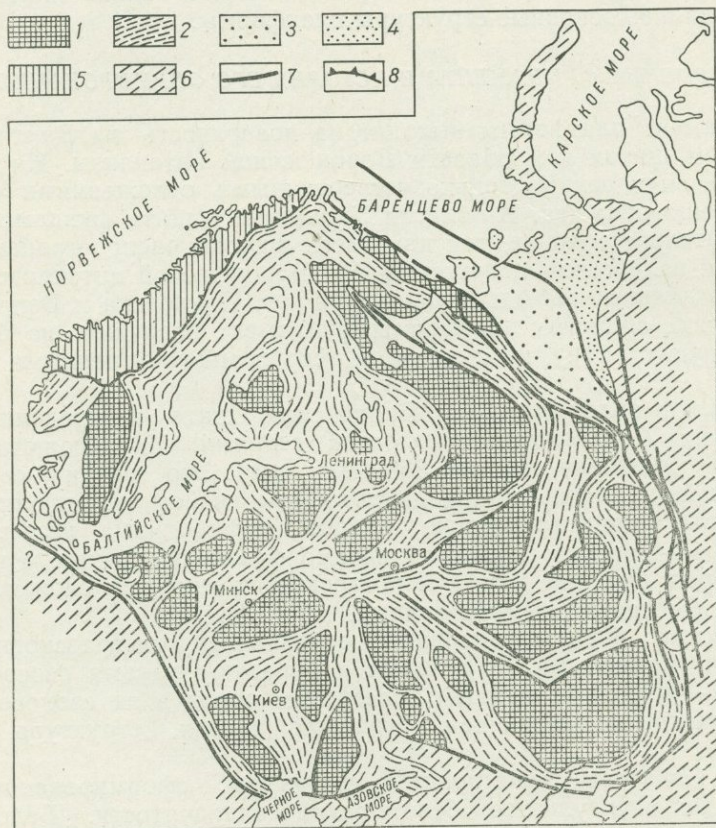 1 2 3 4
5 6 7 8
КАРСКОЕ МОРЕ
НОРВЕЖСКОЕ МОРЕ
БАРЕНЦЕВО МОРЕ
Ленинград
БАЛТИЙСКОЕ МОРЕ
?
Москва
Минск
Киев
ЧЕРНОЕ
МОРЕ
АЗОВСКОЕ
МОРЕ